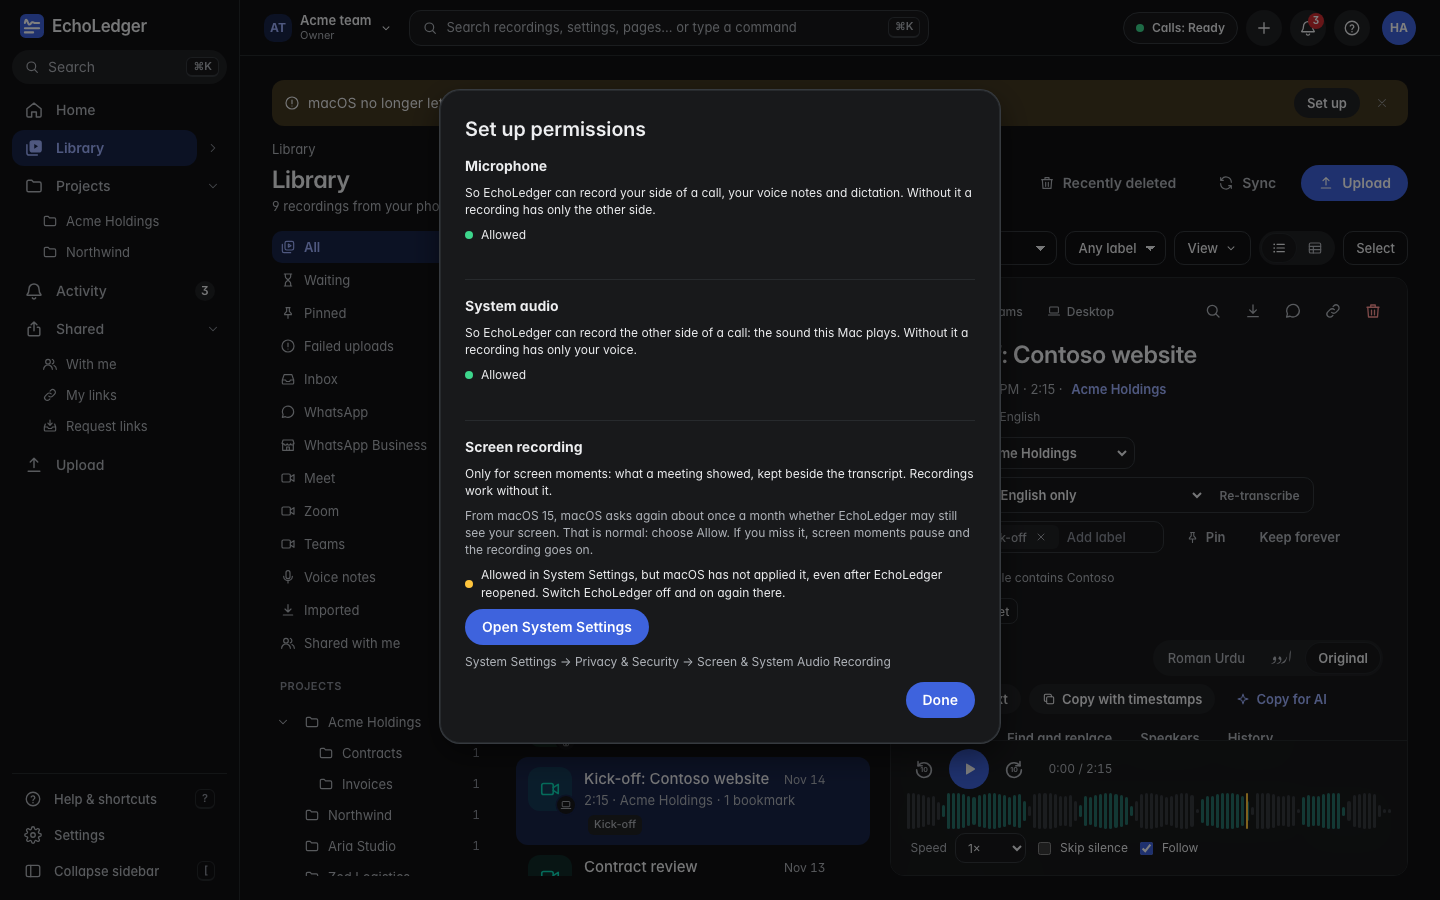 EchoLedger
Search ⌘K
Home
Library
Projects
Acme Holdings
Northwind
Activity 3
Shared
With me
My links
Request links
Upload
Help & shortcuts ?
Settings
Collapse sidebar [
AT Acme team
Owner
Search recordings, settings, pages... or type a command ⌘K
Calls: Ready
3
HA
macOS no longer let
Set up
Library
Library
9 recordings from your pho
Recently deleted
Sync
Upload
All
Waiting
Pinned
Failed uploads
Inbox
WhatsApp
WhatsApp Business
Meet
Zoom
Teams
Voice notes
Imported
Shared with me
PROJECTS
Acme Holdings
Contracts 1
Invoices 1
Northwind 1
Aria Studio 1
Set up permissions
Microphone
So EchoLedger can record your side of a call, your voice notes and dictation. Without it a
recording has only the other side.
Allowed
System audio
So EchoLedger can record the other side of a call: the sound this Mac plays. Without it a
recording has only your voice.
Allowed
Screen recording
Only for screen moments: what a meeting showed, kept beside the transcript. Recordings
work without it.
From macOS 15, macOS asks again about once a month whether EchoLedger may still
see your screen. That is normal: choose Allow. If you miss it, screen moments pause and
the recording goes on.
Allowed in System Settings, but macOS has not applied it, even after EchoLedger
reopened. Switch EchoLedger off and on again there.
Open System Settings
System Settings → Privacy & Security → Screen & System Audio Recording
Done
Any label
View
Select
ams
Desktop
: Contoso website
PM · 2:15 · Acme Holdings
English
me Holdings
English only
Re-transcribe
k-off
Add label
Pin
Keep forever
le contains Contoso
et
Roman Urdu
اردو
Original
xt
Copy with timestamps
Copy for AI
Find and replace
Speakers
History
Kick-off: Contoso website Nov 14
2:15 · Acme Holdings · 1 bookmark
Kick-off
Contract review Nov 13
10
10
0:00 / 2:15
Speed 1×
Skip silence
Follow